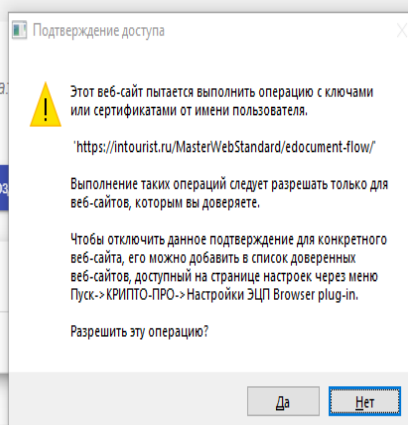 Подтверждение доступа
Этот веб-сайт пытается выполнить операцию с ключами
или сертификатами от имени пользователя.
'https://intourist.ru/MasterWebStandard/edocument-flow/'
Выполнение таких операций следует разрешать только для
веб-сайтов, которым вы доверяете.
Чтобы отключить данное подтверждение для конкретного
веб-сайта, его можно добавить в список доверенных
веб-сайтов, доступный на странице настроек через меню
Пуск->КРИПТО-ПРО->Настройки ЭЦП Browser plug-in.
Разрешить эту операцию?
Да
Нет